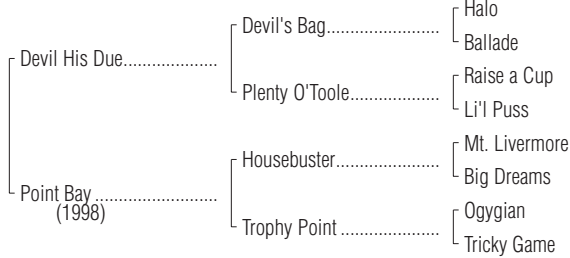 Halo
Devil's Bag.......................
Ballade
Devil His Due...................
Raise a Cup
Plenty O'Toole..................
Li'l Puss
Mt. Livermore
Housebuster.....................
Big Dreams
Point Bay .........................
(1998)
Ogygian
Trophy Point ....................
Tricky Game